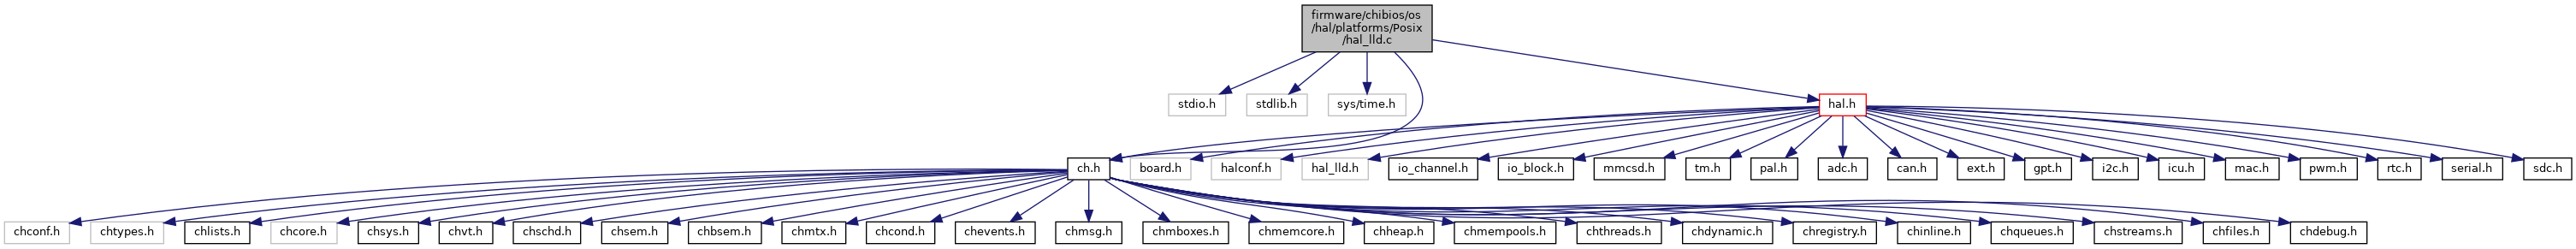 firmware/chibios/os
/hal/platforms/Posix
/hal_lld.c
stdio.h
stdlib.h
sys/time.h
hal.h
ch.h
board.h
halconf.h
hal_lld.h
io_channel.h
io_block.h
mmcsd.h
tm.h
pal.h
adc.h
can.h
ext.h
gpt.h
i2c.h
icu.h
mac.h
pwm.h
rtc.h
serial.h
sdc.h
chconf.h
chtypes.h
chlists.h
chcore.h
chsys.h
chvt.h
chschd.h
chsem.h
chbsem.h
chmtx.h
chcond.h
chevents.h
chmsg.h
chmboxes.h
chmemcore.h
chheap.h
chmempools.h
chthreads.h
chdynamic.h
chregistry.h
chinline.h
chqueues.h
chstreams.h
chfiles.h
chdebug.h